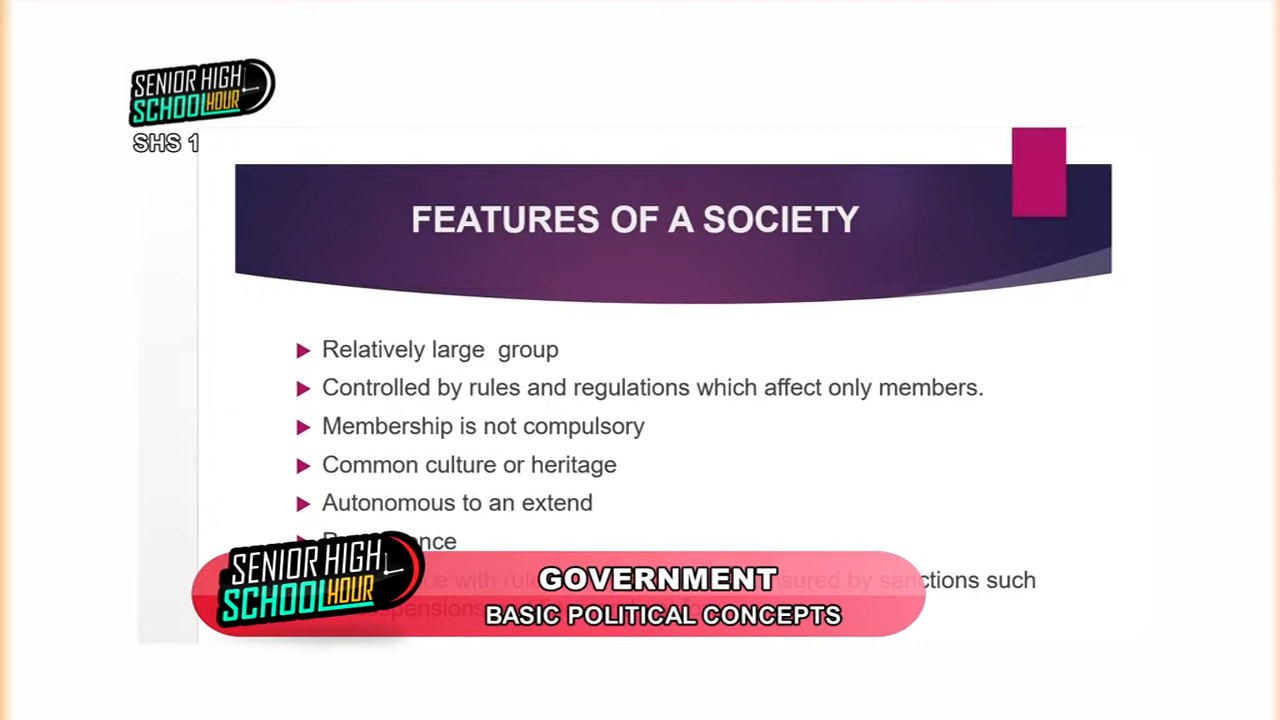 SENIOR HIGH
SCHOOL HOUR
SHS 1
FEATURES OF A SOCIETY
Relatively large group
Controlled by rules and regulations which affect only members.
Membership is not compulsory
Common culture or heritage
Autonomous to an extend
SENIOR HIGH
SCHOOL HOUR
GOVERNMENT
BASIC POLITICAL CONCEPTS
with sanctions such